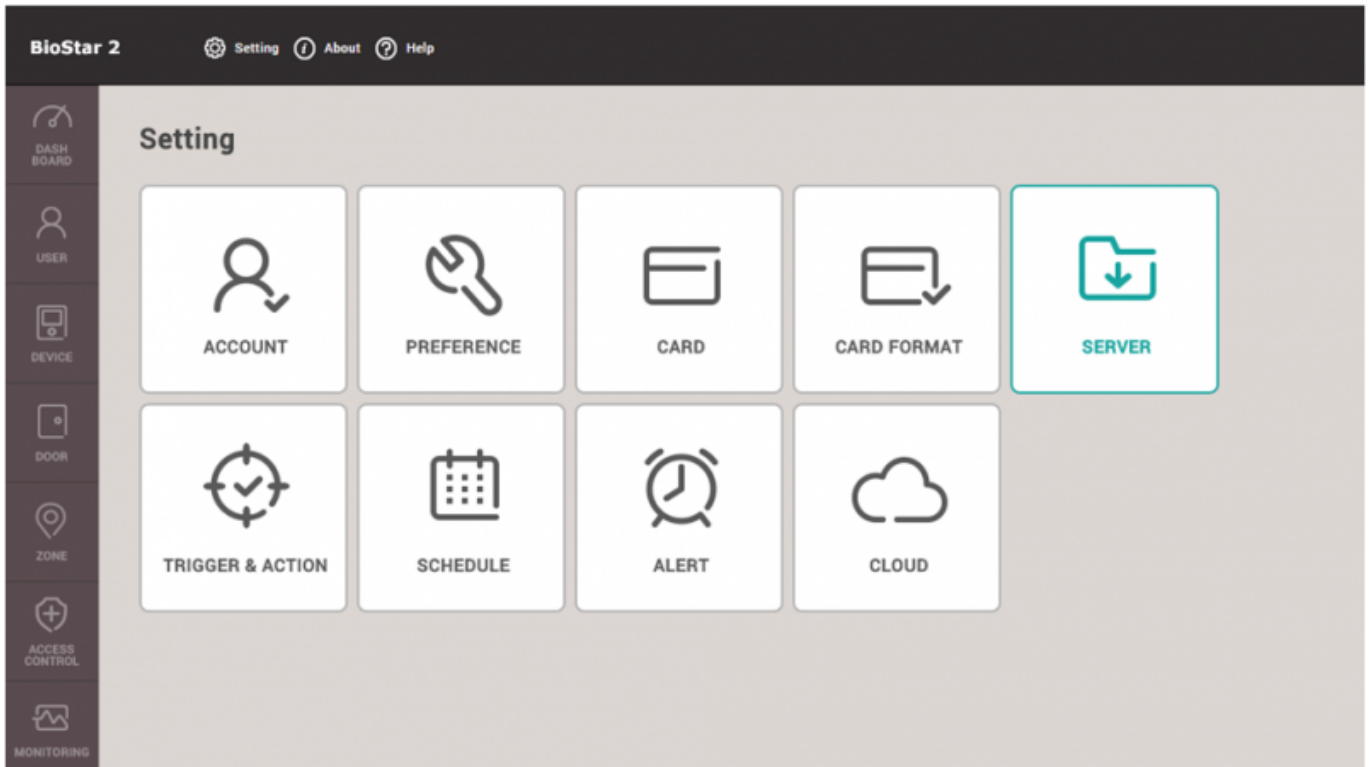 BioStar 2
Setting
About
Help
DASH
BOARD
USER
DEVICE
DOOR
ZONE
ACCESS
CONTROL
MONITORING
Setting
ACCOUNT
PREFERENCE
CARD
CARD FORMAT
SERVER
TRIGGER & ACTION
SCHEDULE
ALERT
CLOUD